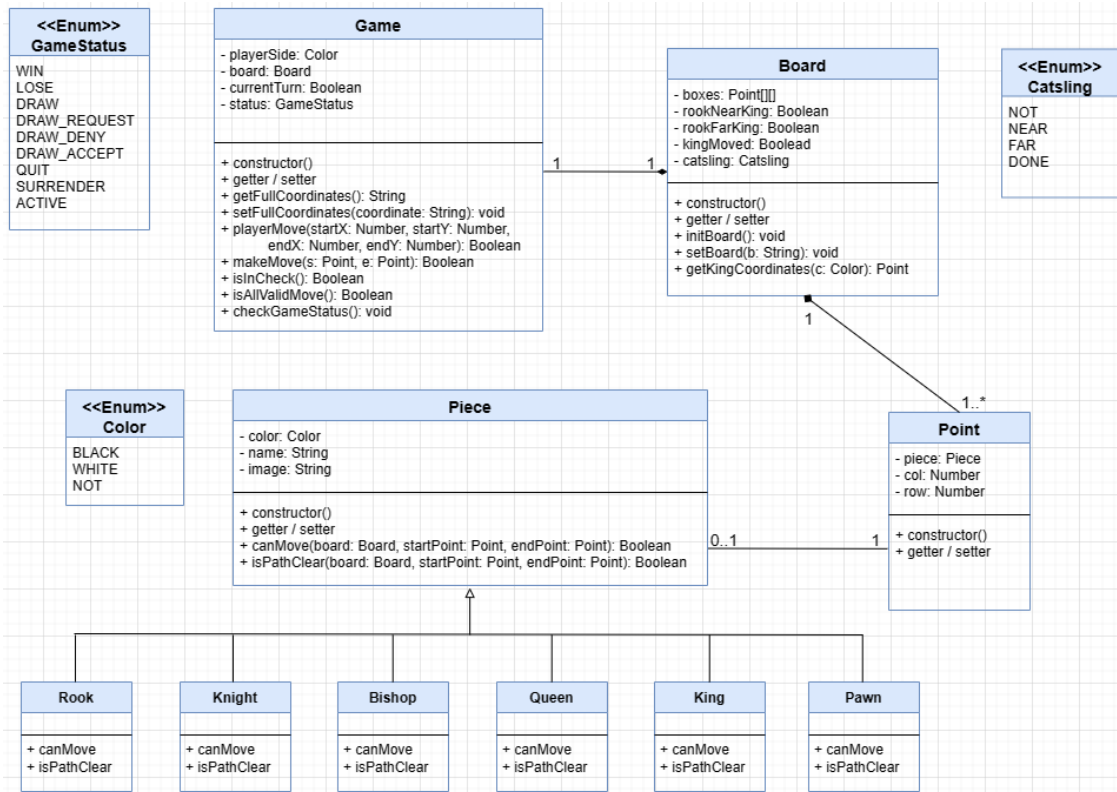 <<Enum>>
GameStatus
WIN
LOSE
DRAW
DRAW_REQUEST
DRAW_DENY
DRAW_ACCEPT
QUIT
SURRENDER
ACTIVE
Game
- playerSide: Color
- board: Board
- currentTurn: Boolean
- status: GameStatus
+ constructor()
+ getter / setter
+ getFullCoordinates(): String
+ setFullCoordinates(coordinate: String): void
+ playerMove(startX: Number, startY: Number,
endX: Number, endY: Number): Boolean
+ makeMove(s: Point, e: Point): Boolean
+ isInCheck(): Boolean
+ isAllValidMove(): Boolean
+ checkGameStatus(): void
1
1
Board
- boxes: Point[][]
- rookNearKing: Boolean
- rookFarKing: Boolean
- kingMoved: Boolead
- catsling: Catsling
+ constructor()
+ getter / setter
+ initBoard(): void
+ setBoard(b: String): void
+ getKingCoordinates(c: Color): Point
<<Enum>>
Catsling
NOT
NEAR
FAR
DONE
1
1..*
<<Enum>>
Color
BLACK
WHITE
NOT
Piece
- color: Color
- name: String
- image: String
+ constructor()
+ getter / setter
+ canMove(board: Board, startPoint: Point, endPoint: Point): Boolean
+ isPathClear(board: Board, startPoint: Point, endPoint: Point): Boolean
0..1
1
Point
- piece: Piece
- col: Number
- row: Number
+ constructor()
+ getter / setter
Rook
+ canMove
+ isPathClear
Knight
+ canMove
+ isPathClear
Bishop
+ canMove
+ isPathClear
Queen
+ canMove
+ isPathClear
King
+ canMove
+ isPathClear
Pawn
+ canMove
+ isPathClear